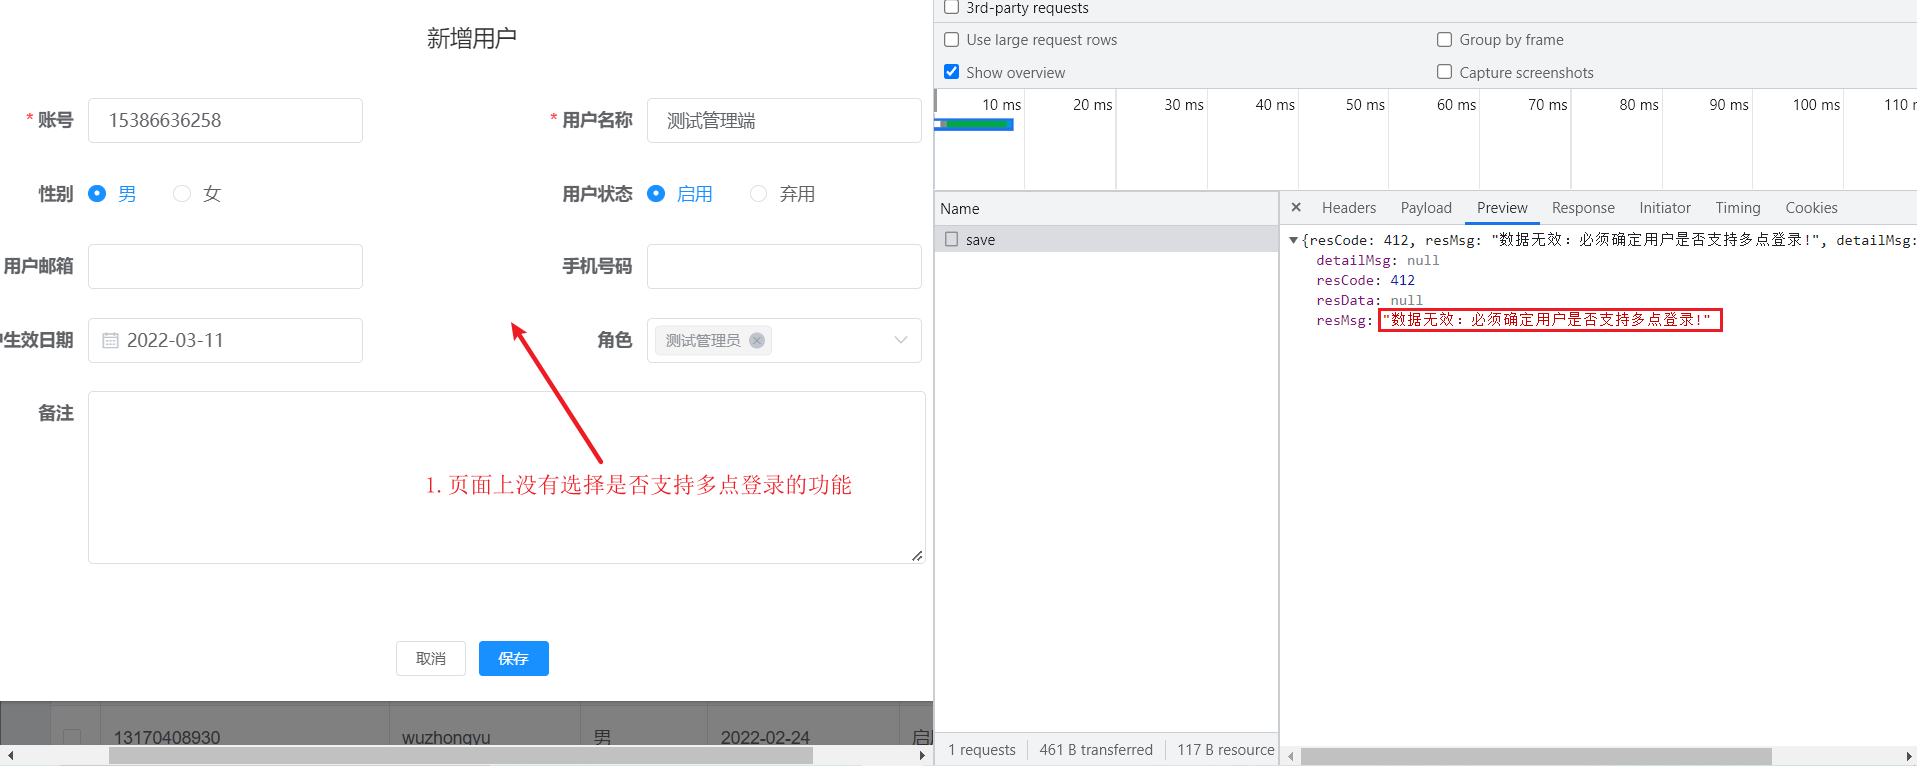 新增用户
* 账号 15386636258
* 用户名称 测试管理端
性别 男 女
用户状态 启用 弃用
用户邮箱
手机号码
生效日期 2022-03-11
角色 测试管理员
备注
1. 页面上没有选择是否支持多点登录的功能
取消 保存
13170408930 wuzhongyu 男 2022-02-24
3rd-party requests
Use large request rows
Group by frame
Show overview
Capture screenshots
10 ms 20 ms 30 ms 40 ms 50 ms 60 ms 70 ms 80 ms 90 ms 100 ms 110
Name
save
1 requests 461 B transferred 117 B resource
× Headers Payload Preview Response Initiator Timing Cookies
▼{resCode: 412, resMsg: "数据无效：必须确定用户是否支持多点登录!", detailMsg:
detailMsg: null
resCode: 412
resData: null
resMsg: "数据无效：必须确定用户是否支持多点登录!"